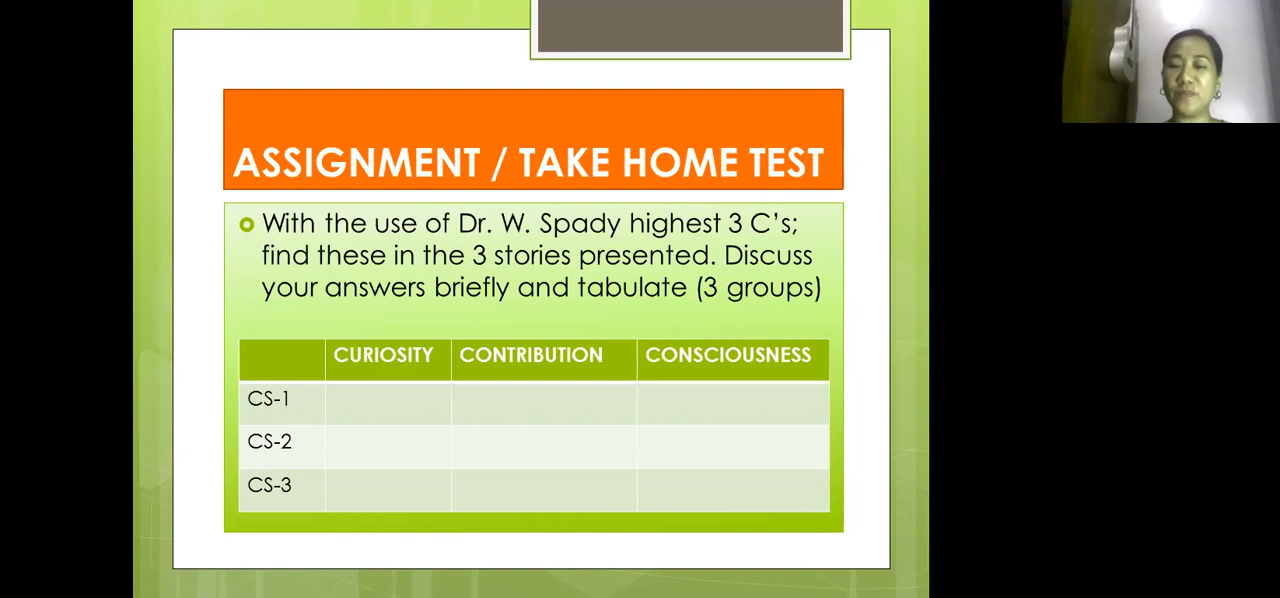 ASSIGNMENT / TAKE HOME TEST
With the use of Dr. W. Spady highest 3 C's;
find these in the 3 stories presented. Discuss
your answers briefly and tabulate (3 groups)
CURIOSITY CONTRIBUTION CONSCIOUSNESS
CS-1
CS-2
CS-3